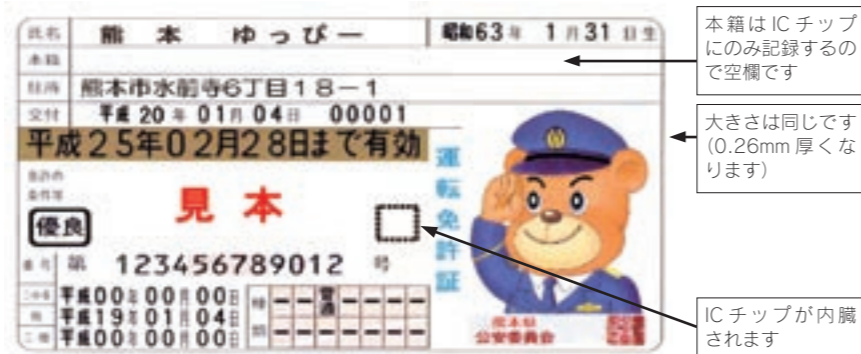 氏名 熊本 ゆっぴー 昭和63年 1月31日生
本籍
住所 熊本市水前寺6丁目18-1
交付 平成20年01月04日 00001
平成25年02月28日まで有効
免許の
条件等
見本
優良
番号 第 123456789012 号
平成00年00月00日
平成19年01月04日
平成00年00月00日
二種
種類
普通
運転免許証
熊本県
公安委員会
本籍はICチップ
にのみ記録するの
で空欄です
大きさは同じです
(0.26mm厚くな
ります)
ICチップが内臓
されます